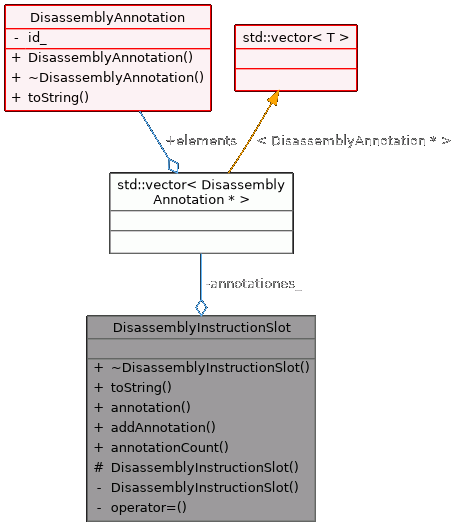 DisassemblyAnnotation
- id_
+ DisassemblyAnnotation()
+ ~DisassemblyAnnotation()
+ toString()
std::vector< T >
+elements
< DisassemblyAnnotation * >
std::vector< Disassembly
Annotation * >
-annotationes_
DisassemblyInstructionSlot
+ ~DisassemblyInstructionSlot()
+ toString()
+ annotation()
+ addAnnotation()
+ annotationCount()
# DisassemblyInstructionSlot()
- DisassemblyInstructionSlot()
- operator=()